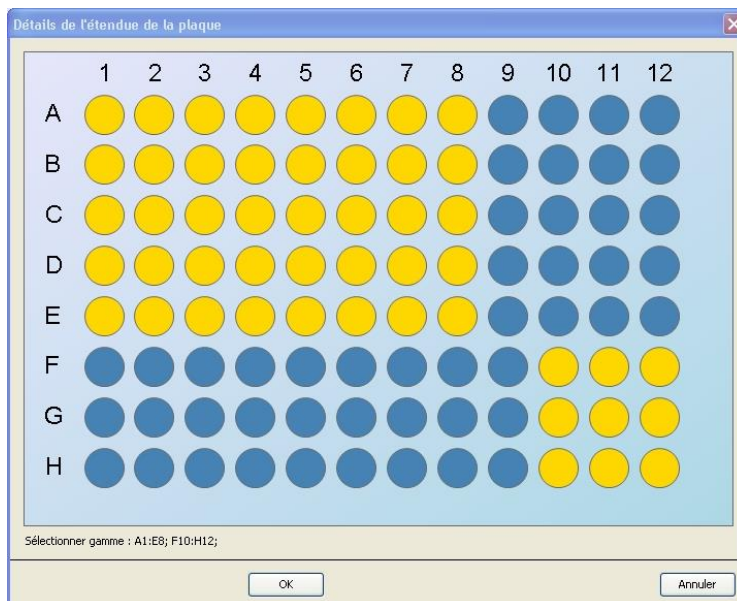 Détails de l'étendue de la plaque
1 2 3 4 5 6 7 8 9 10 11 12
A
B
C
D
E
F
G
H
Sélectionner gamme : A1:E8; F10:H12;
OK Annuler